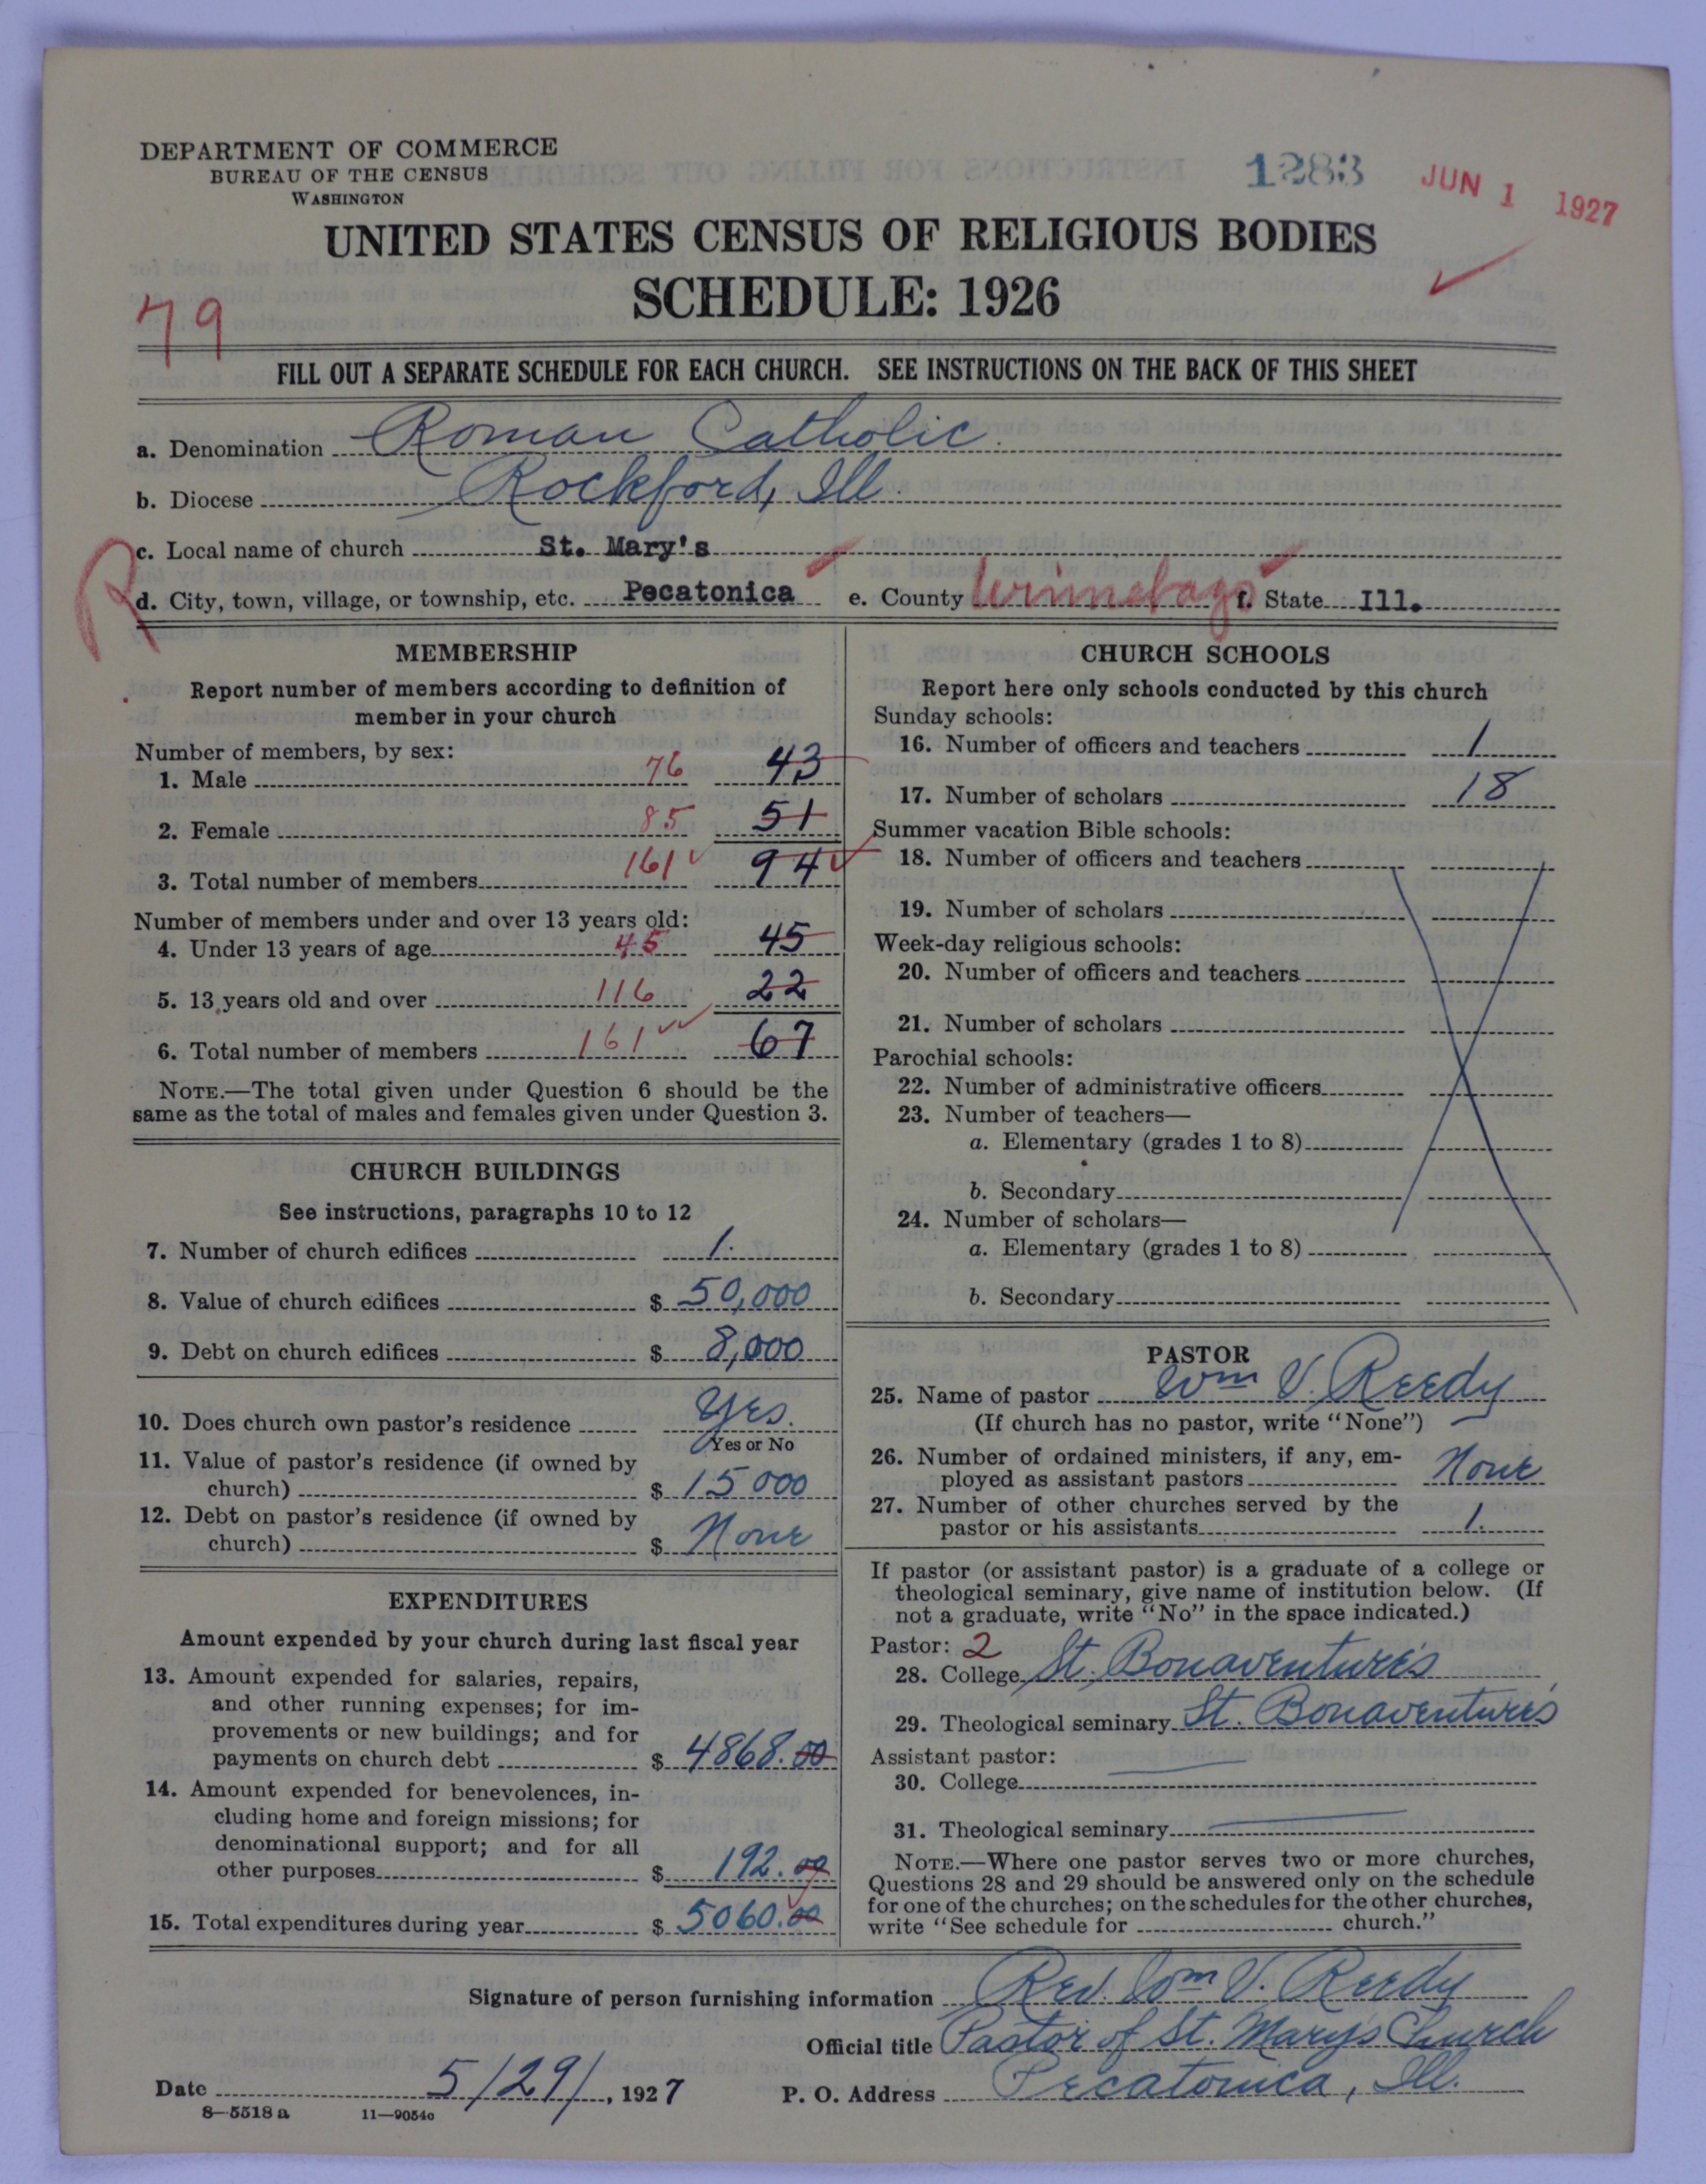 DEPARTMENT OF COMMERCE
BUREAU OF THE CENSUS
WASHINGTON
1283
JUN 1 1927
UNITED STATES CENSUS OF RELIGIOUS BODIES
SCHEDULE: 1926
79
FILL OUT A SEPARATE SCHEDULE FOR EACH CHURCH. SEE INSTRUCTIONS ON THE BACK OF THIS SHEET
a. Denomination Roman Catholic.
b. Diocese Rockford, Ill.
R
c. Local name of church St. Mary's
d. City, town, village, or township, etc. Pecatonica e. County Winnebago f. State Ill.
MEMBERSHIP
Report number of members according to definition of
member in your church
Number of members, by sex:
1. Male 76 43
2. Female 85 51
3. Total number of members 161 94
Number of members under and over 13 years old:
4. Under 13 years of age 45 45
5. 13 years old and over 116 22
6. Total number of members 161 67
NOTE.—The total given under Question 6 should be the
same as the total of males and females given under Question 3.
CHURCH BUILDINGS
See instructions, paragraphs 10 to 12
7. Number of church edifices 1.
8. Value of church edifices $ 50,000
9. Debt on church edifices $ 8,000
10. Does church own pastor's residence Yes.
Yes or No
11. Value of pastor's residence (if owned by
church) $ 15 000
12. Debt on pastor's residence (if owned by
church) $ None
EXPENDITURES
Amount expended by your church during last fiscal year
13. Amount expended for salaries, repairs,
and other running expenses; for im-
provements or new buildings; and for
payments on church debt $ 4868.00
14. Amount expended for benevolences, in-
cluding home and foreign missions; for
denominational support; and for all
other purposes $ 192.00
15. Total expenditures during year $ 5060.00
CHURCH SCHOOLS
Report here only schools conducted by this church
Sunday schools:
16. Number of officers and teachers 1
17. Number of scholars 18
Summer vacation Bible schools:
18. Number of officers and teachers
19. Number of scholars
Week-day religious schools:
20. Number of officers and teachers
21. Number of scholars
Parochial schools:
22. Number of administrative officers
23. Number of teachers—
a. Elementary (grades 1 to 8)
b. Secondary
24. Number of scholars—
a. Elementary (grades 1 to 8)
b. Secondary
PASTOR
25. Name of pastor Wm V. Reedy
(If church has no pastor, write "None")
26. Number of ordained ministers, if any, em-
ployed as assistant pastors None
27. Number of other churches served by the
pastor or his assistants 1.
If pastor (or assistant pastor) is a graduate of a college or
theological seminary, give name of institution below. (If
not a graduate, write "No" in the space indicated.)
Pastor: 2
28. College St. Bonaventure's
29. Theological seminary St. Bonaventure's
Assistant pastor:
30. College
31. Theological seminary
NOTE.—Where one pastor serves two or more churches,
Questions 28 and 29 should be answered only on the schedule
for one of the churches; on the schedules for the other churches,
write "See schedule for church."
Signature of person furnishing information Rev. Wm V. Reedy
Official title Pastor of St. Marys Church
Date 5/29/, 1927 P. O. Address Pecatonica, Ill.
8—5518 a 11—9054o